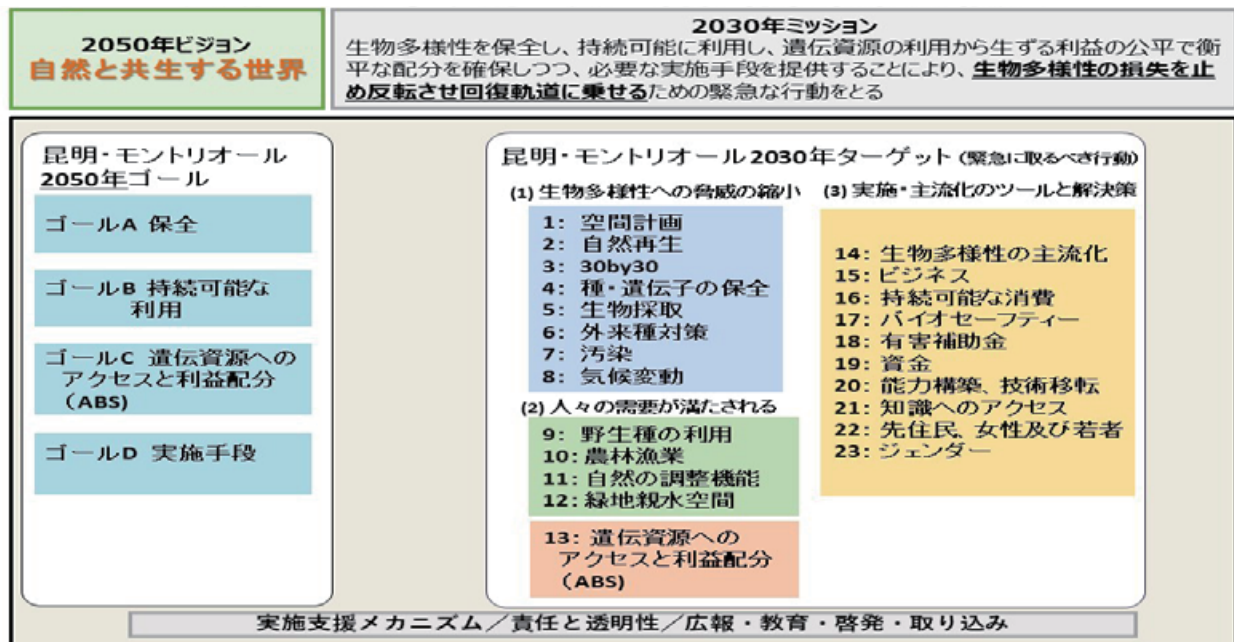 2050年ビジョン
自然と共生する世界
2030年ミッション
生物多様性を保全し、持続可能に利用し、遺伝資源の利用から生ずる利益の公平で衡
平な配分を確保しつつ、必要な実施手段を提供することにより、生物多様性の損失を止
め反転させ回復軌道に乗せるための緊急な行動をとる
昆明・モントリオール
2050年ゴール
ゴールA 保全
ゴールB 持続可能な
利用
ゴールC 遺伝資源への
アクセスと利益配分
（ABS)
ゴールD 実施手段
昆明・モントリオール2030年ターゲット(緊急に取るべき行動)
(1) 生物多様性への脅威の縮小
1: 空間計画
2: 自然再生
3: 30by30
4: 種・遺伝子の保全
5: 生物採取
6: 外来種対策
7: 汚染
8: 気候変動
(2) 人々の需要が満たされる
9: 野生種の利用
10: 農林漁業
11: 自然の調整機能
12: 緑地親水空間
13: 遺伝資源への
アクセスと利益配分
（ABS)
(3) 実施・主流化のツールと解決策
14: 生物多様性の主流化
15: ビジネス
16: 持続可能な消費
17: バイオセーフティー
18: 有害補助金
19: 資金
20: 能力構築、技術移転
21: 知識へのアクセス
22: 先住民、女性及び若者
23: ジェンダー
実施支援メカニズム／責任と透明性／広報・教育・啓発・取り込み